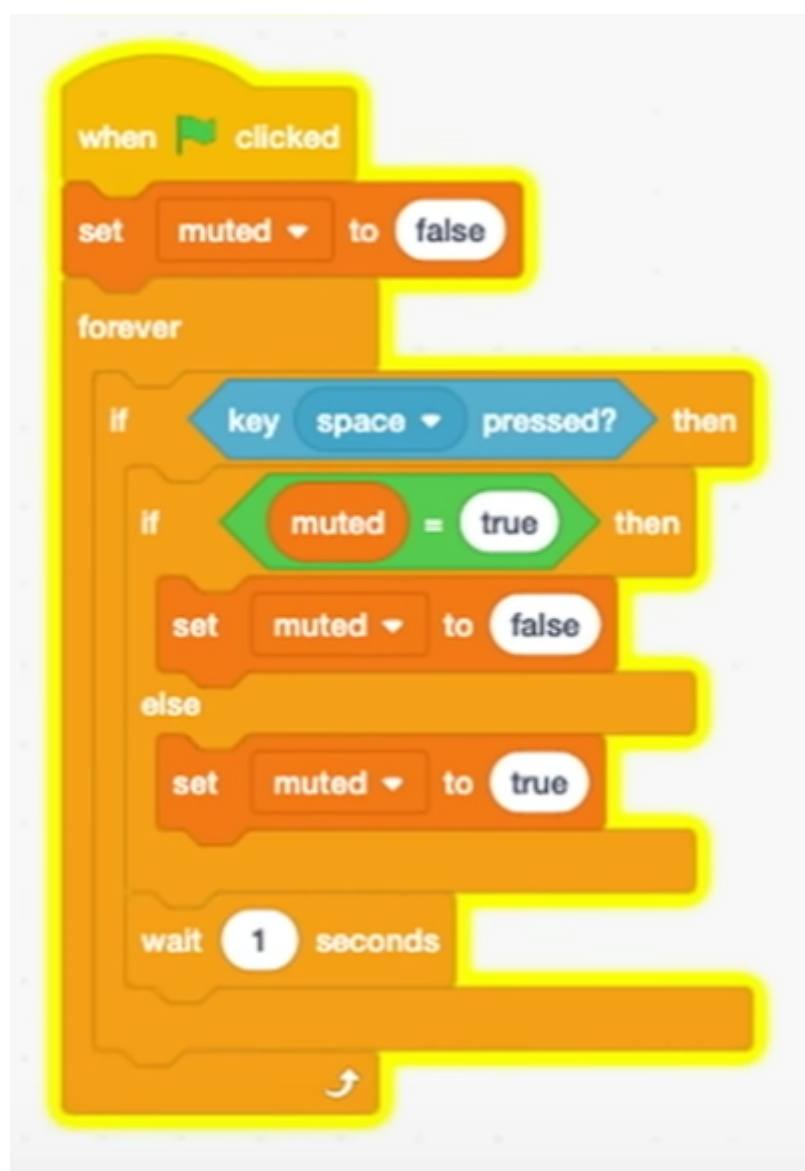 when clicked
set muted to false
forever
if key space pressed? then
if muted = true then
set muted to false
else
set muted to true
wait 1 seconds